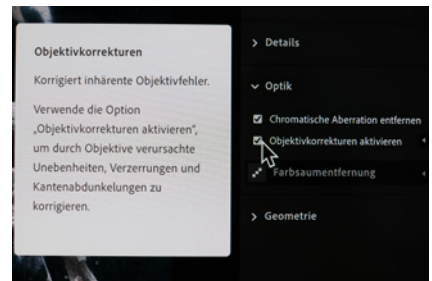 Objektivkorrekturen
Korrigiert inhärente Objektivfehler.
Verwende die Option
„Objektivkorrekturen aktivieren“,
um durch Objektive verursachte
Unebenheiten, Verzerrungen und
Kantenabdunkelungen zu
korrigieren.
Details
Optik
Chromatische Aberration entfernen
Objektivkorrekturen aktivieren
Farbsaumentfernung
Geometrie